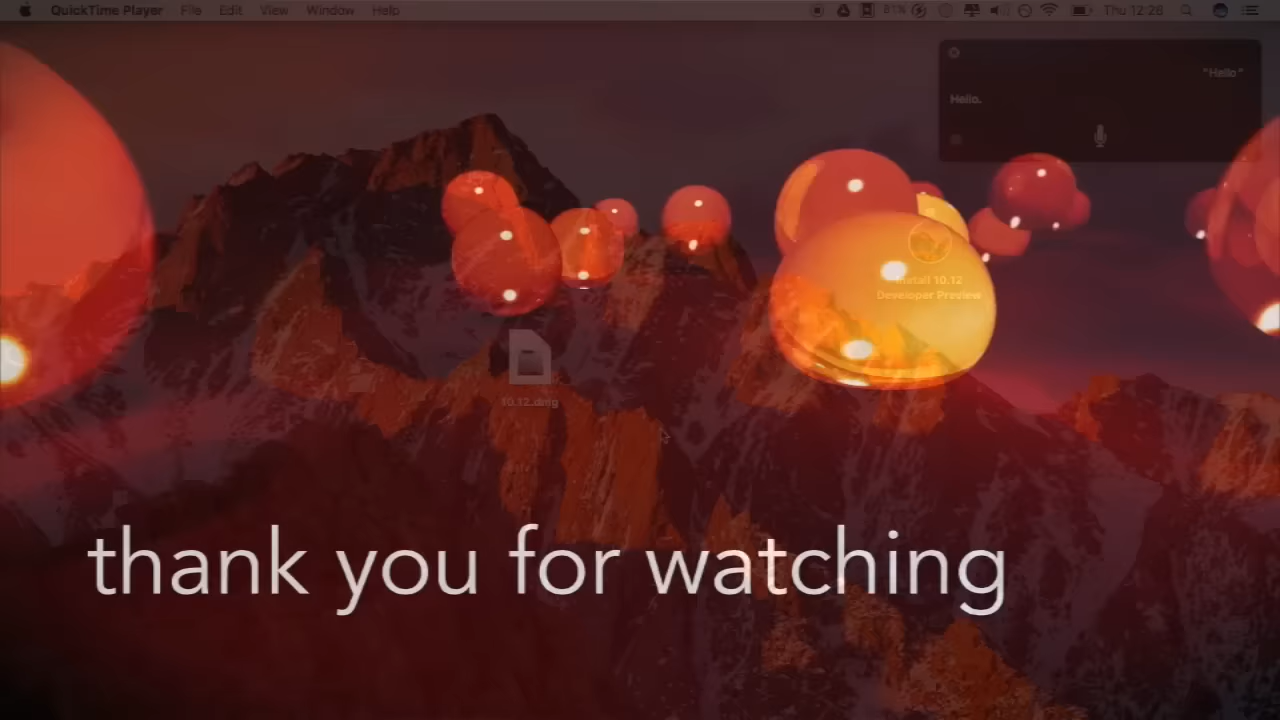 QuickTime Player File Edit View Window Help 81% Thu 12:26
"Hello"
Hello.
Install 10.12
Developer Preview
10.12.dmg
thank you for watching